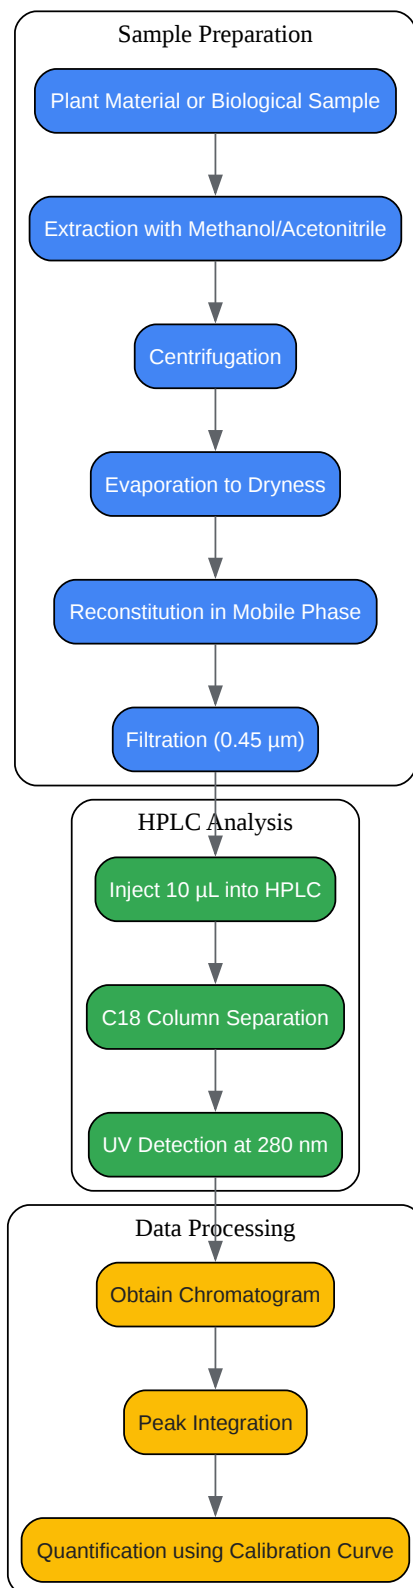 Sample Preparation
Plant Material or Biological Sample
Extraction with Methanol/Acetonitrile
Centrifugation
Evaporation to Dryness
Reconstitution in Mobile Phase
Filtration (0.45 µm)
HPLC Analysis
Inject 10 µL into HPLC
C18 Column Separation
UV Detection at 280 nm
Data Processing
Obtain Chromatogram
Peak Integration
Quantification using Calibration Curve